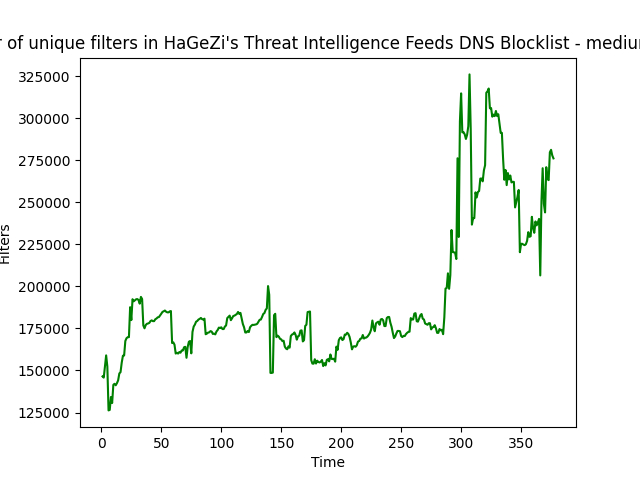 of unique filters in HaGeZi's Threat Intelligence Feeds DNS Blocklist - 
325000
300000
275000
250000
225000
200000
175000
150000
125000
Filters
0 50 100 150 200 250 300 350
Time